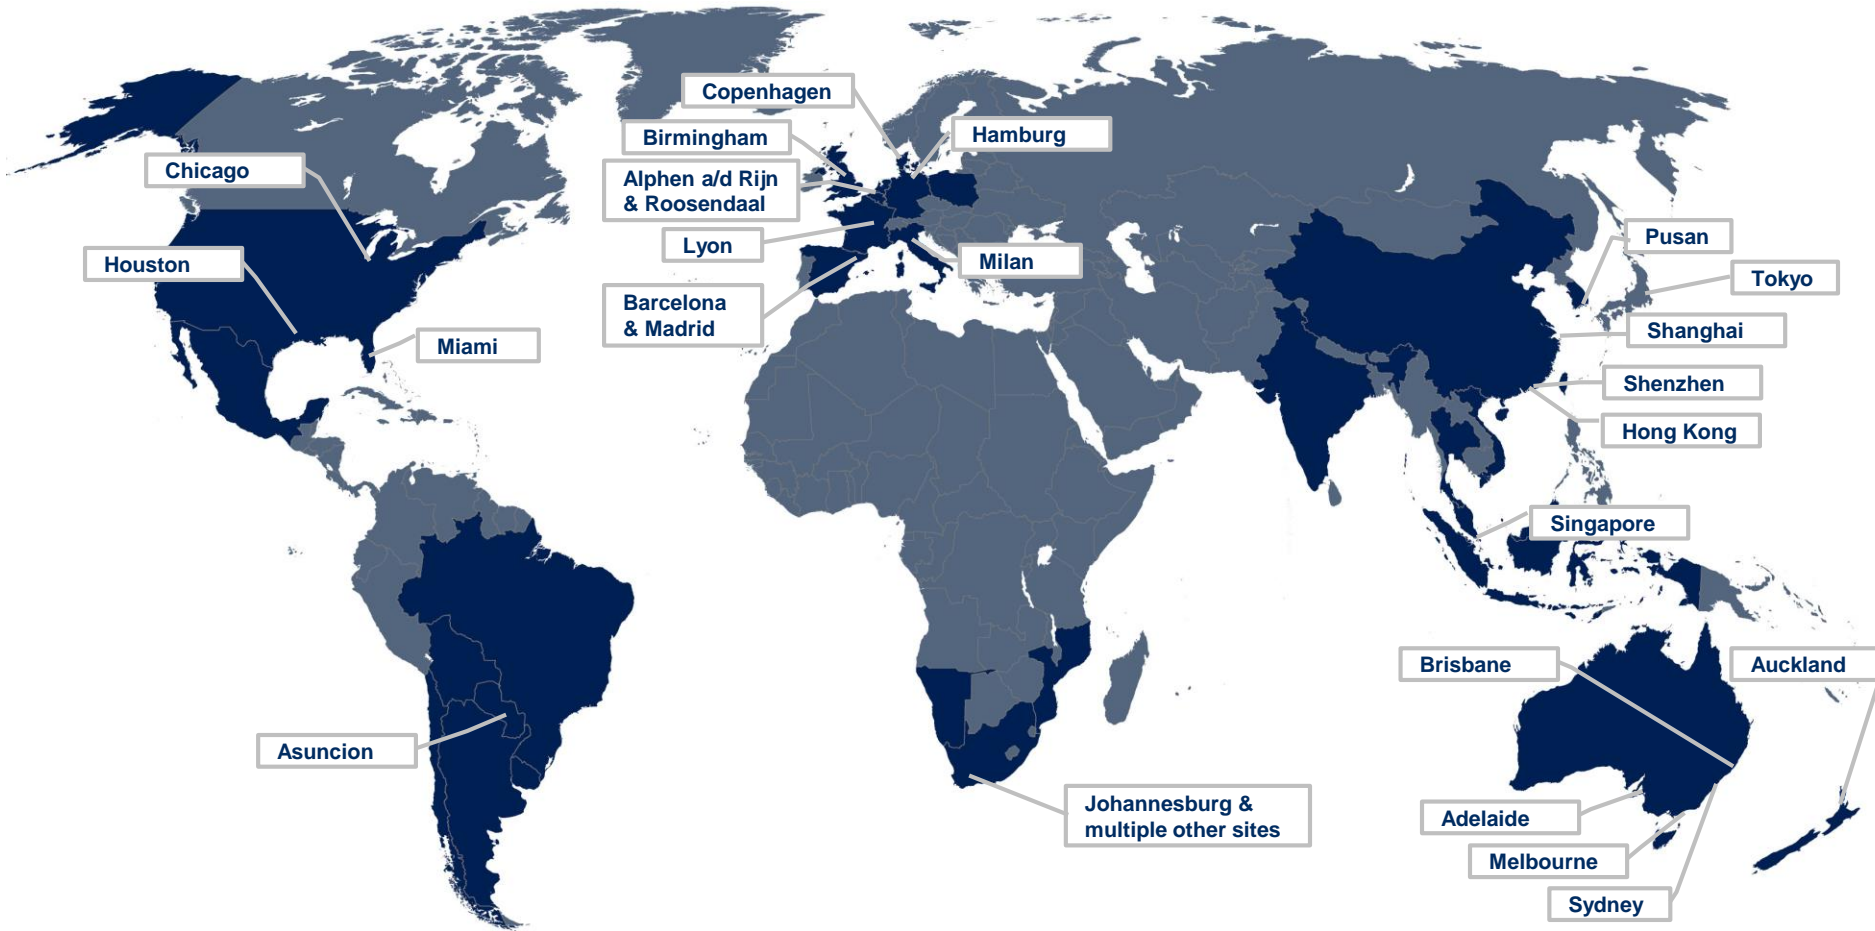 Copenhagen
Birmingham
Hamburg
Chicago
Alphen a/d Rijn
& Roosendaal
Lyon
Houston
Milan
Barcelona
& Madrid
Miami
Pusan
Tokyo
Shanghai
Shenzhen
Hong Kong
Singapore
Brisbane
Auckland
Asuncion
Johannesburg &
multiple other sites
Adelaide
Melbourne
Sydney